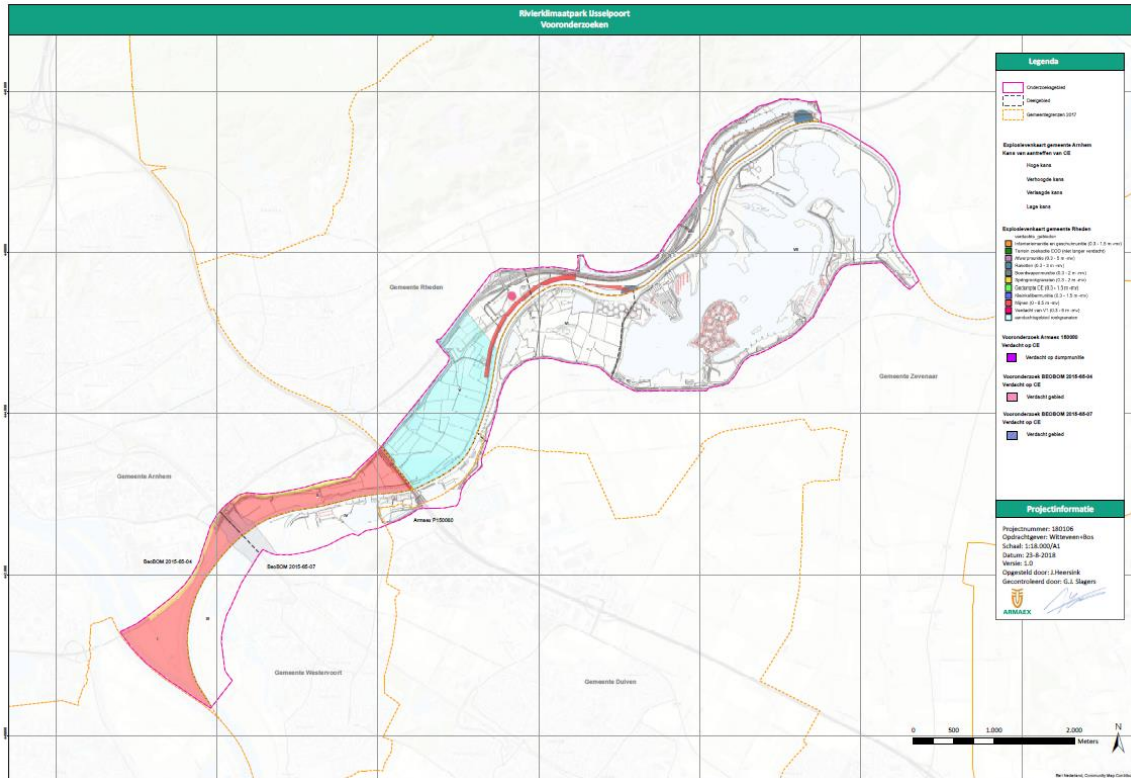 Rivierklimaatpark IJsselpoort
Vooronderzoeken
Legenda
Onderzoeksgebied
Deelgebied
Gemeentegrenzen 2017
Explosievenkaart gemeente Arnhem
Kans van aantreffen van CE
Hoge kans
Verhoogde kans
Verlaagde kans
Lage kans
Explosievenkaart gemeente Rheden
Vooronderzoek Armaex 160060
Verdacht op CE
Verdacht op dumpmunitie
Vooronderzoek BEOBOM 2015-65-04
Verdacht op CE
Verdacht gebied
Vooronderzoek BEOBOM 2015-65-07
Verdacht op CE
Verdacht gebied
Gemeente Rheden
Gemeente Zevenaar
Gemeente Arnhem
Armaex P150060
BeoBOM 2015-65-04
BeoBOM 2015-65-07
Gemeente Westervoort
Gemeente Duiven
Projectinformatie
Projectnummer: 180106
Opdrachtgever: Witteveen+Bos
Schaal: 1:18.000/A1
Datum: 23-8-2018
Versie: 1.0
Opgesteld door: J.Heersink
Gecontroleerd door: G.J. Slagers
ARMAEX
0 500 1.000 2.000
Meters
N